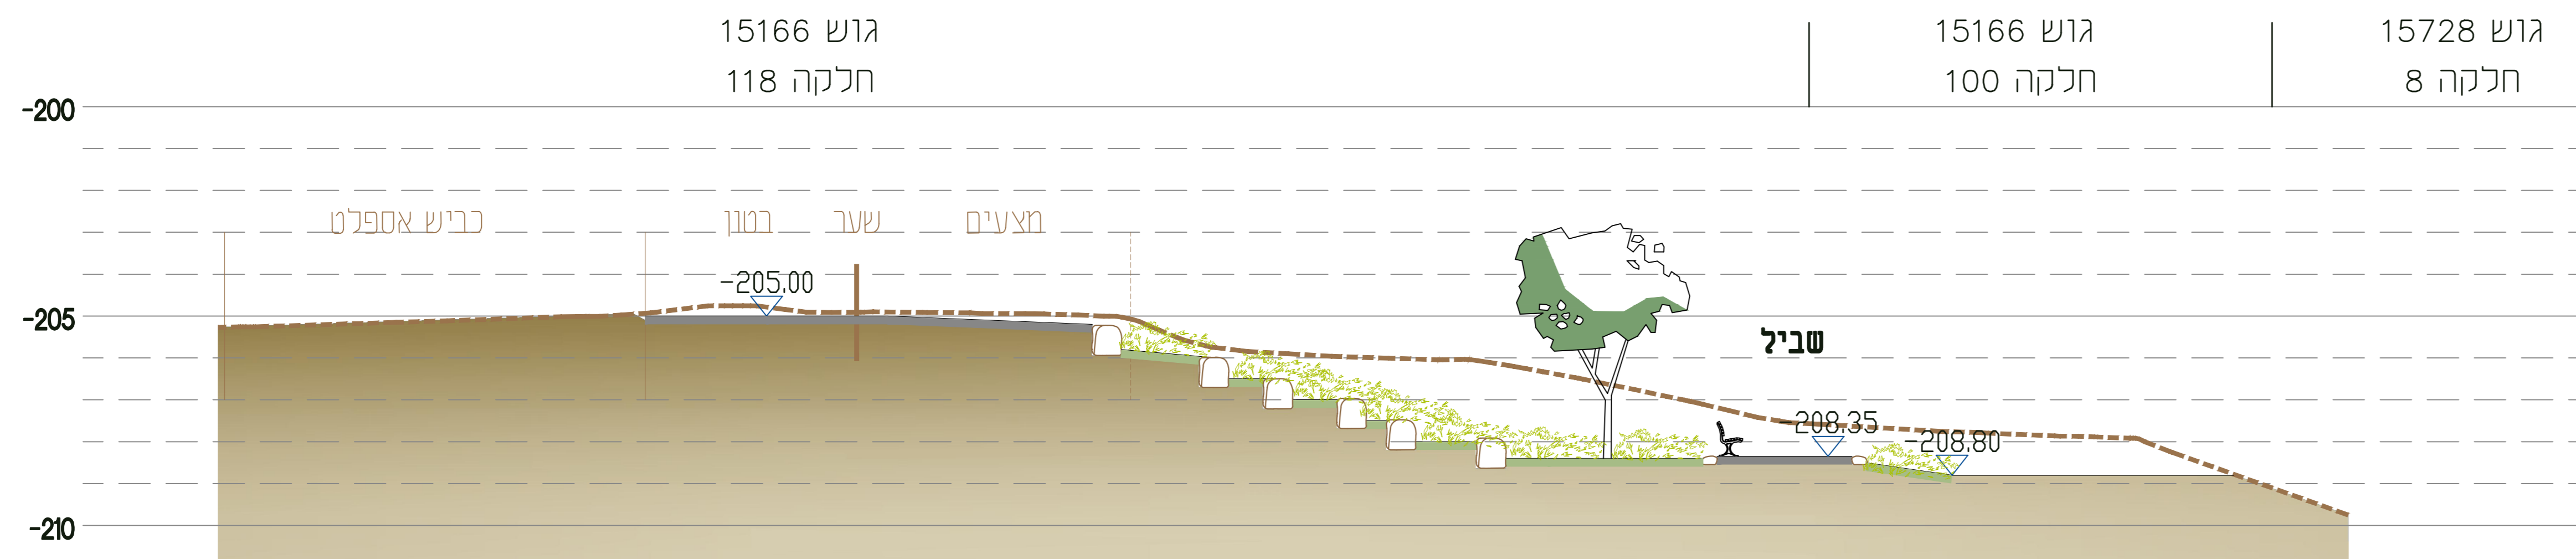 גוש 15166
חלקה 118
גוש 15166
חלקה 100
גוש 15728
חלקה 8
-200
כביש אספלט
בטון
שער
מצעים
-205.00
-205
שביל
-208.35
-208.80
-210